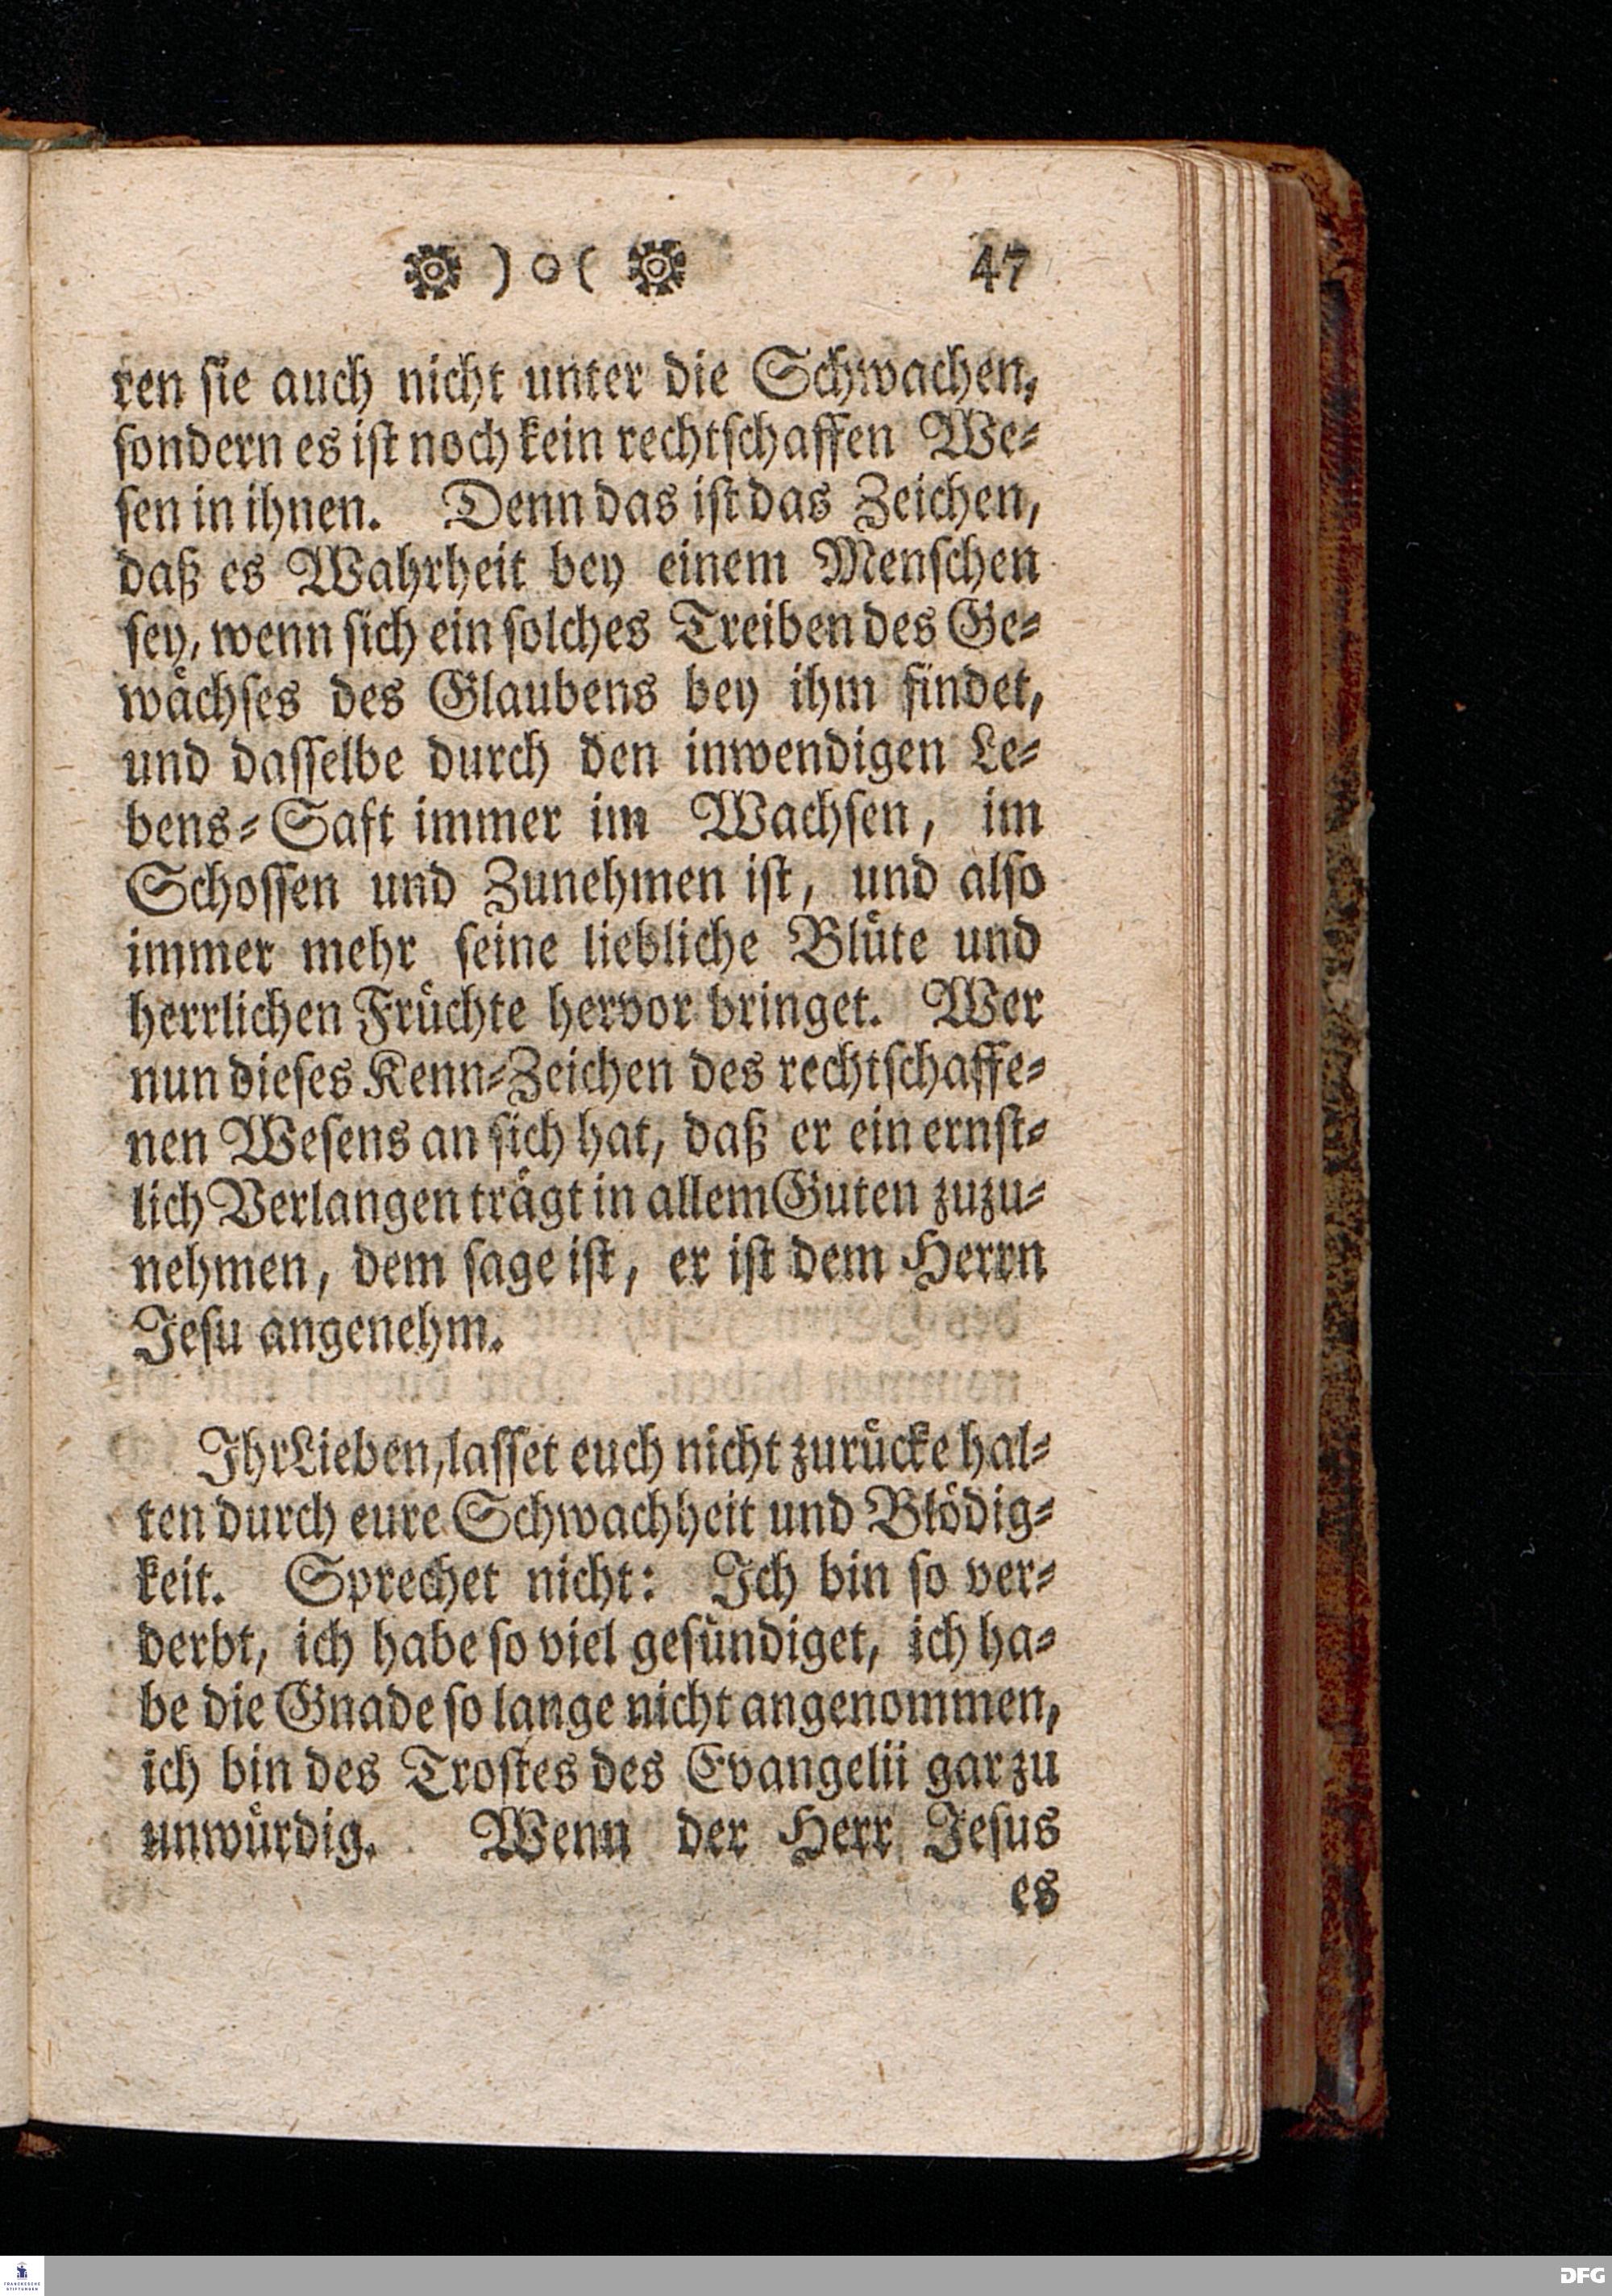 ) o ( 47
ren sie auch nicht unter die Schwachen,
sondern es ist noch kein rechtschaffen We-
sen in ihnen. Denn das ist das Zeichen,
daß es Wahrheit bey einem Menschen
sey, wenn sich ein solches Treiben des Ge-
wächses des Glaubens bey ihm findet,
und dasselbe durch den inwendigen Le-
bens-Saft immer im Wachsen, im
Schossen und Zunehmen ist, und also
immer mehr seine liebliche Blüte und
herrlichen Früchte hervor bringet. Wer
nun dieses Kenn-Zeichen des rechtschaffe-
nen Wesens an sich hat, daß er ein ernst-
lich Verlangen trägt in allem Guten zuzu-
nehmen, dem sage ist, er ist dem Herrn
Jesu angenehm.
Ihr Lieben, lasset euch nicht zurücke hal-
ten durch eure Schwachheit und Blödig-
keit. Sprechet nicht: Ich bin so ver-
derbt, ich habe so viel gesündiget, ich ha-
be die Gnade so lange nicht angenommen,
ich bin des Trostes des Evangelii gar zu
unwürdig. Wenn der Herr Jesus
es
FRANCKESCHE
STIFTUNGEN
DFG